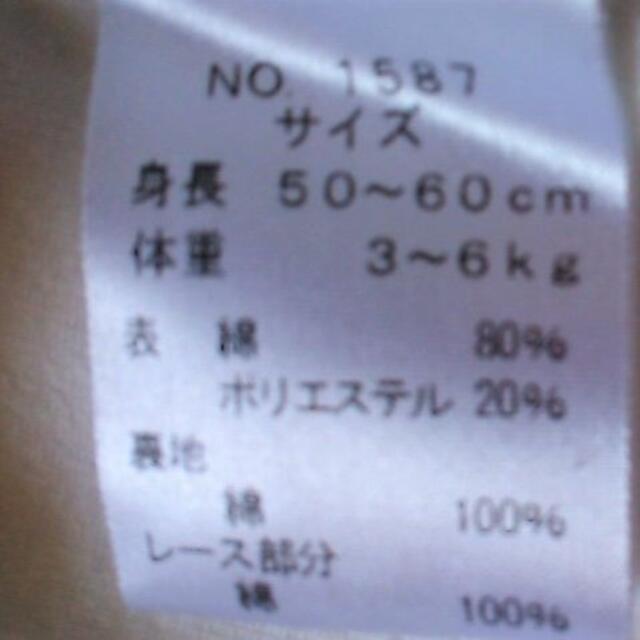 NO. 1587
サイズ
身長 50〜60cm
体重 3〜6kg
表 綿 80%
ポリエステル 20%
裏地
綿 100%
レース部分
綿 100%